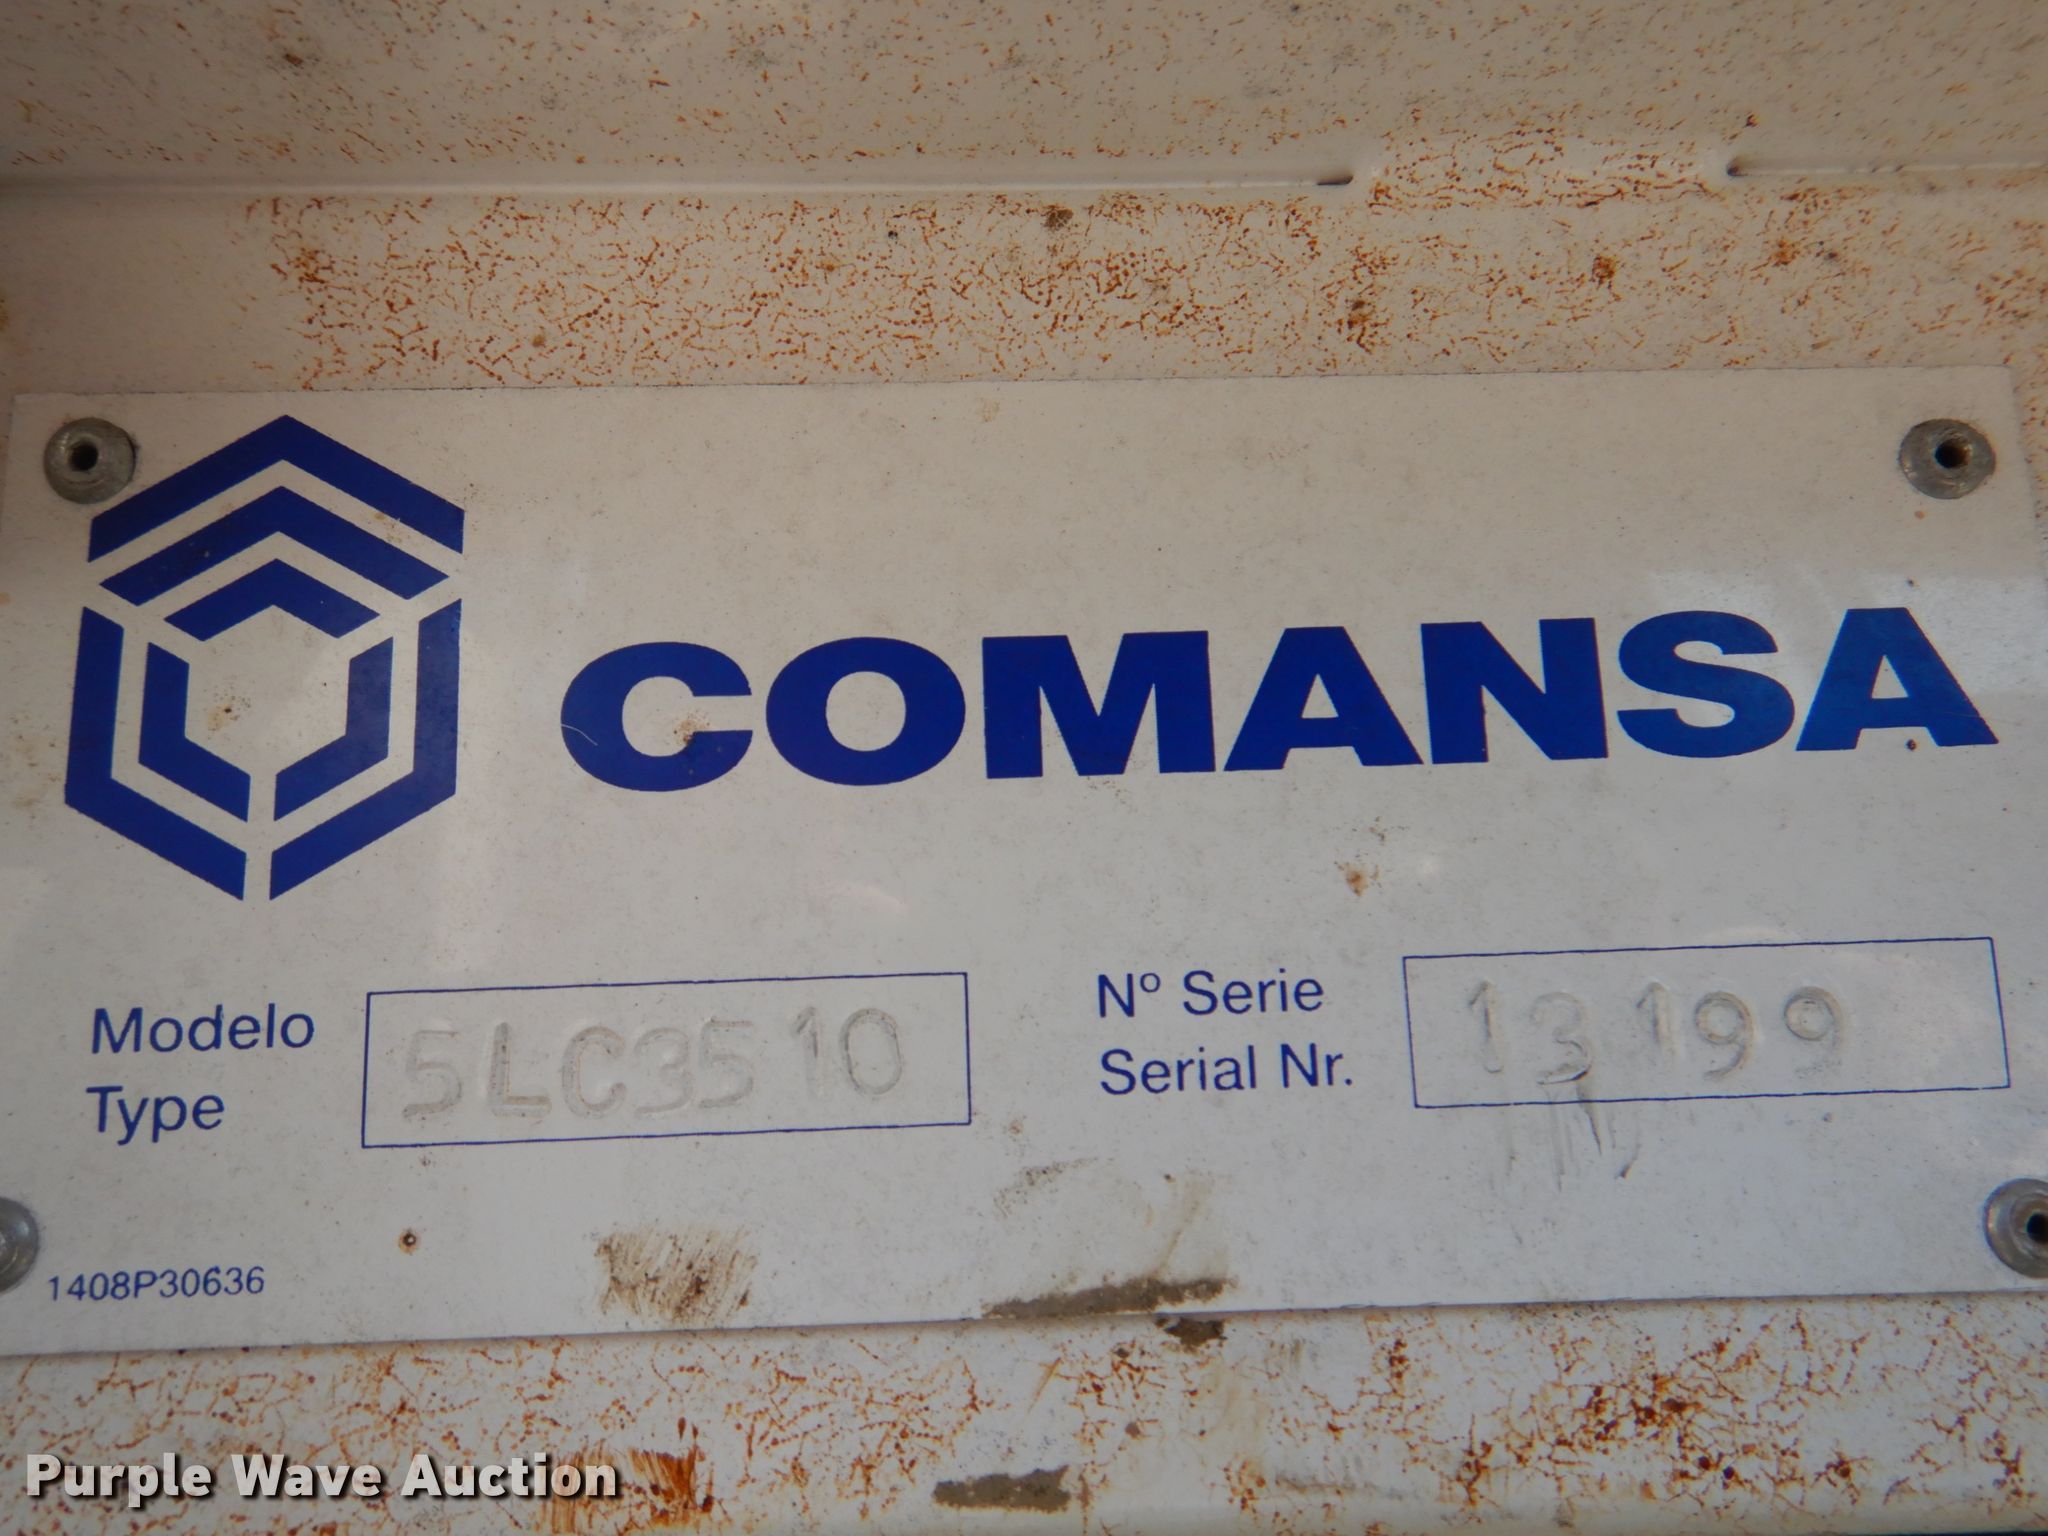 COMANSA
Modelo
Type
5LC3510
Nº Serie
Serial Nr.
13199
1408P30636
Purple Wave Auction